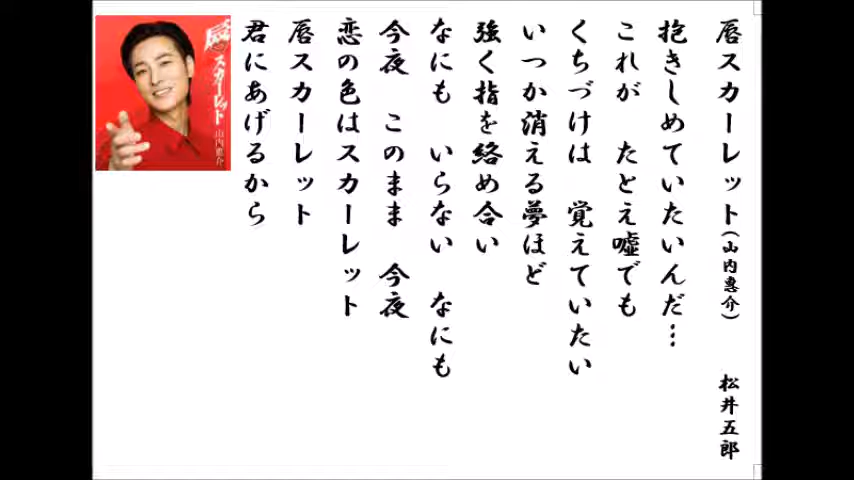 唇スカーレット(山内惠介) 松井五郎
抱きしめていたいんだ…
これが たとえ嘘でも
くちづけは 覚えていたい
いつか消える夢ほど
強く指を絡め合い
なにも いらない なにも
今夜 このまま 今夜
恋の色はスカーレット
唇スカーレット
君にあげるから
唇スカーレット
山内惠介